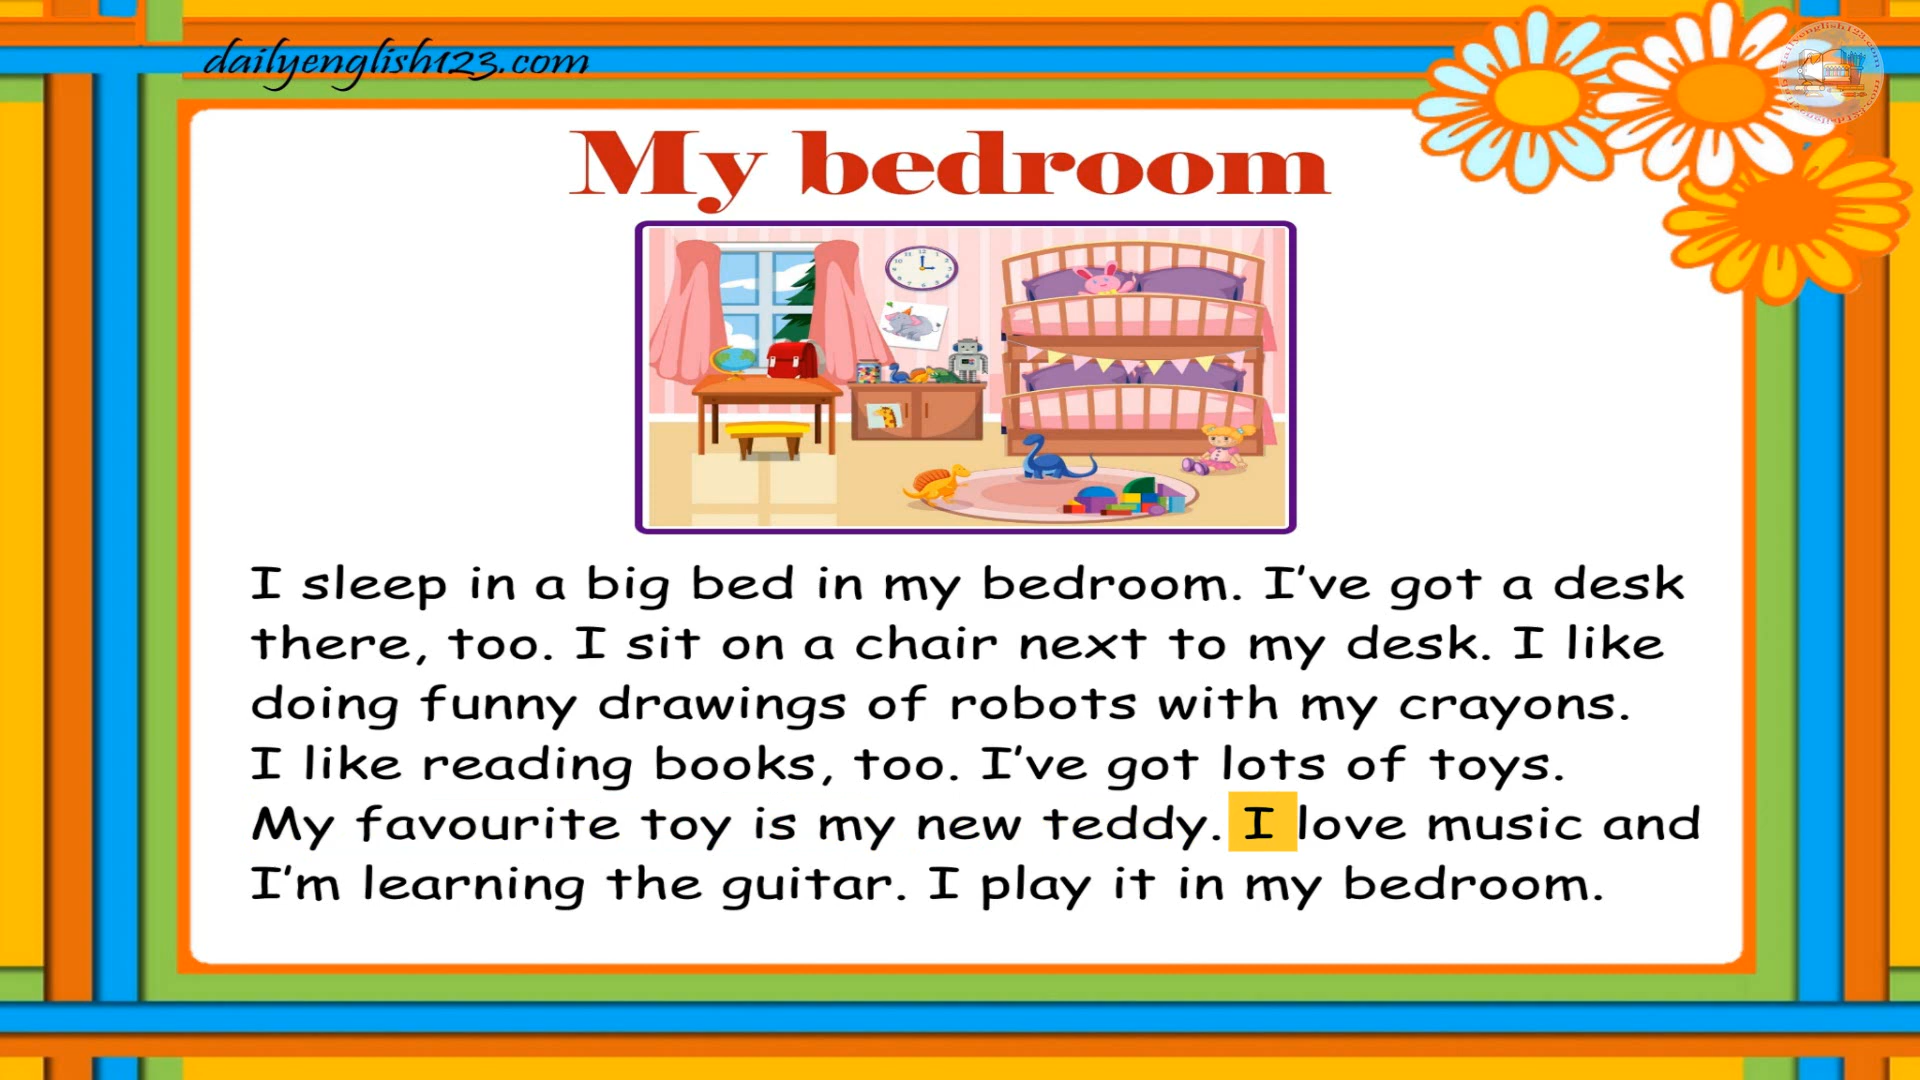 dailyenglish123.com
My bedroom
I sleep in a big bed in my bedroom. I've got a desk
there, too. I sit on a chair next to my desk. I like
doing funny drawings of robots with my crayons.
I like reading books, too. I've got lots of toys.
My favourite toy is my new teddy. I love music and
I'm learning the guitar. I play it in my bedroom.